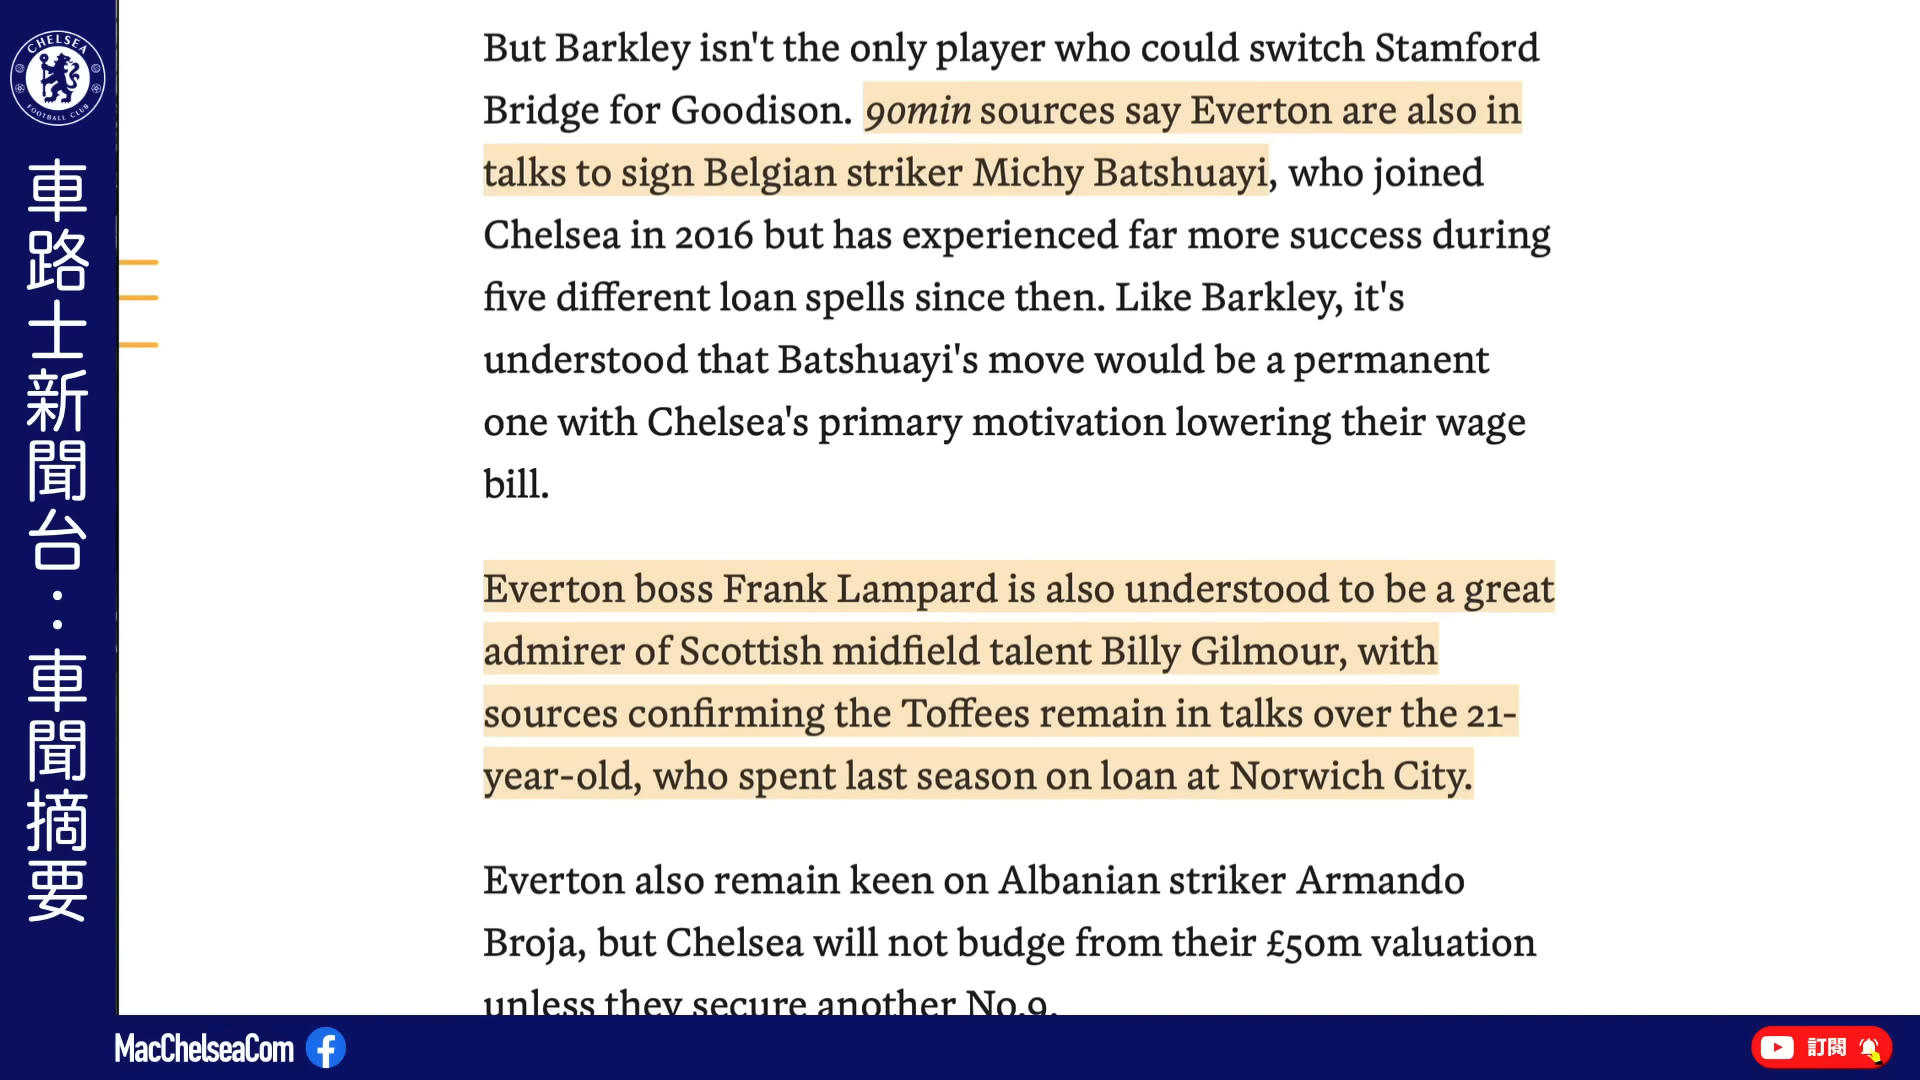 CHELSEA
FOOTBALL CLUB
車路士新聞台：車聞摘要
But Barkley isn't the only player who could switch Stamford
Bridge for Goodison. 90min sources say Everton are also in
talks to sign Belgian striker Michy Batshuayi, who joined
Chelsea in 2016 but has experienced far more success during
five different loan spells since then. Like Barkley, it's
understood that Batshuayi's move would be a permanent
one with Chelsea's primary motivation lowering their wage
bill.
Everton boss Frank Lampard is also understood to be a great
admirer of Scottish midfield talent Billy Gilmour, with
sources confirming the Toffees remain in talks over the 21-
year-old, who spent last season on loan at Norwich City.
Everton also remain keen on Albanian striker Armando
Broja, but Chelsea will not budge from their £50m valuation
unless they secure another No.9.
MacChelseaCom
訂閱